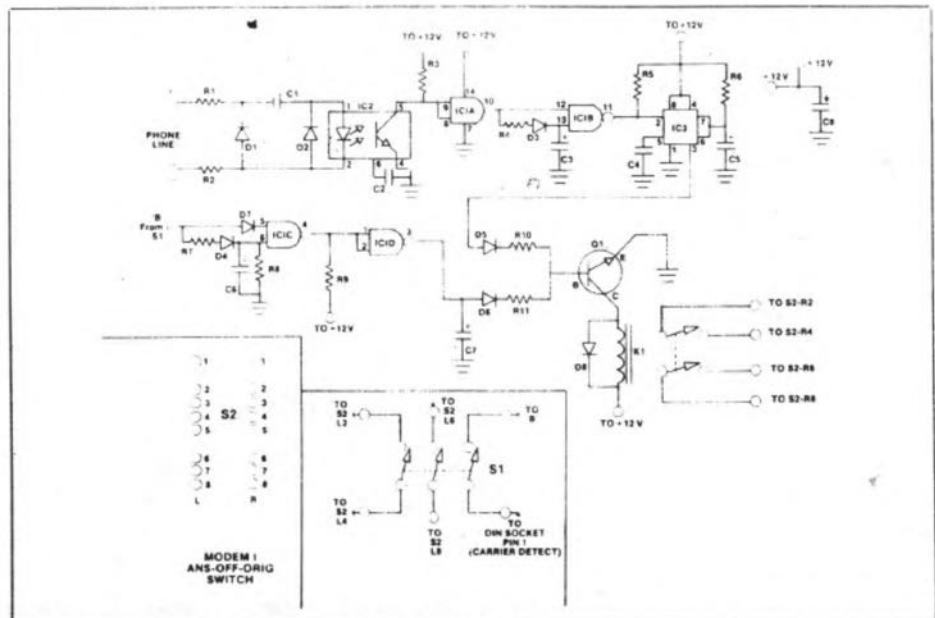 TO +12V
TO +12V
TO +12V
+12V
+12V
R1
C1
IC2
R3
14
IC1A
10
9
8
7
1
5
2
6
4
C2
D1
D2
PHONE
LINE
R2
12
13
IC1B
11
R4
D3
C3
R5
R6
8
4
2
7
5
6
1
3
C4
C5
C8
'B
From
S1
D7
5
6
IC1C
4
R7
D4
C6
R8
1
2
IC1D
3
R9
TO +12V
D5
R10
D6
R11
C7
Q1
B
E
C
D8
K1
TO +12V
TO S2-R2
TO S2-R4
TO S2-R6
TO S2-R8
1
2
3
4
5
6
7
8
L
S2
1
2
3
4
5
6
7
8
R
MODEM I
ANS-OFF-ORIG
SWITCH
TO
S2
L2
TO
S2
L6
TO
B
S1
TO
S2
L4
TO
S2
L8
TO
DIN SOCKET
PIN 1
(CARRIER DETECT)